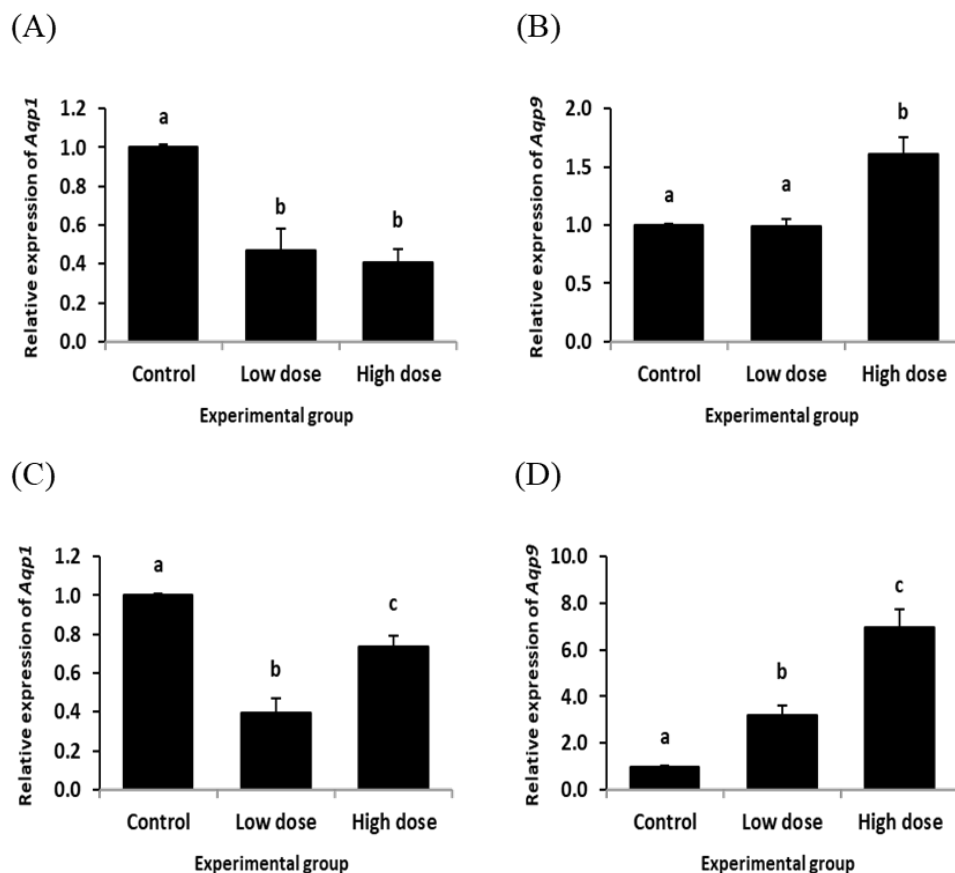 (A)
Relative expression of Aqp1
1.2
1.0
0.8
0.6
0.4
0.2
0.0
a
b
b
Control Low dose High dose
Experimental group
(B)
Relative expression of Aqp9
2.0
1.5
1.0
0.5
0.0
a
a
b
Control Low dose High dose
Experimental group
(C)
Relative expression of Aqp1
1.2
1.0
0.8
0.6
0.4
0.2
0.0
a
b
c
Control Low dose High dose
Experimental group
(D)
Relative expression of Aqp9
10.0
8.0
6.0
4.0
2.0
0.0
a
b
c
Control Low dose High dose
Experimental group